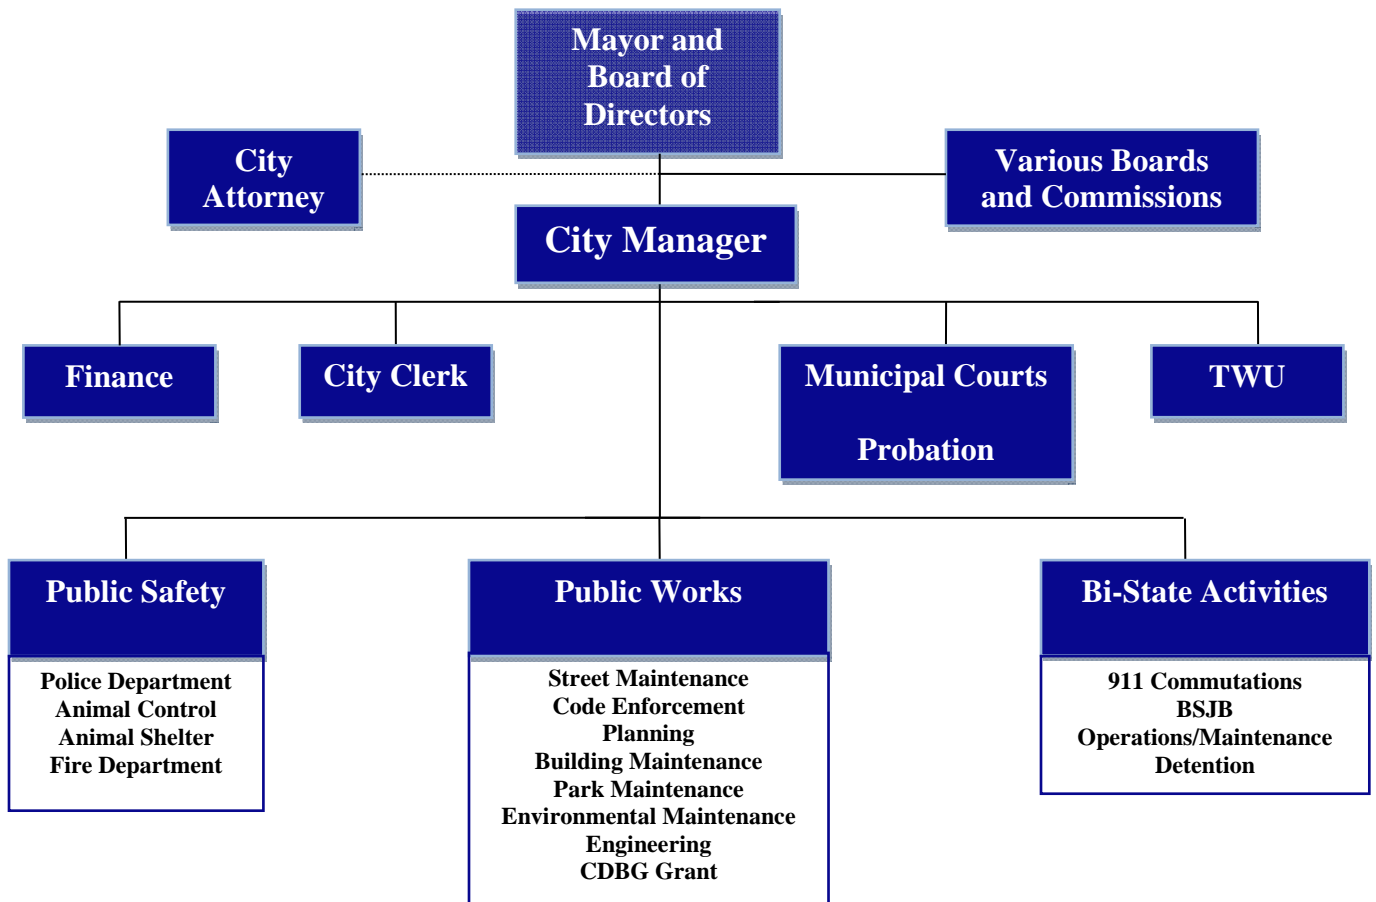 Mayor and
Board of
Directors
City
Attorney
Various Boards
and Commissions
City Manager
Finance
City Clerk
Municipal Courts
Probation
TWU
Public Safety
Police Department
Animal Control
Animal Shelter
Fire Department
Public Works
Street Maintenance
Code Enforcement
Planning
Building Maintenance
Park Maintenance
Environmental Maintenance
Engineering
CDBG Grant
Bi-State Activities
911 Commutations
BSJB
Operations/Maintenance
Detention